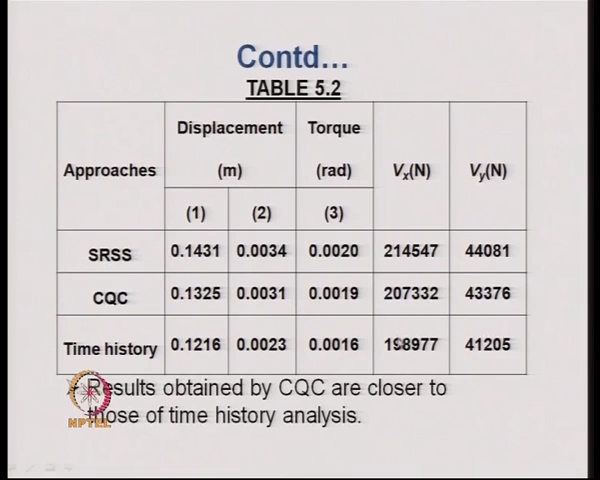 Contd…
TABLE 5.2
Approaches
Displacement
(m)
Torque
(rad)
Vx(N)
Vy(N)
(1)
(2)
(3)
SRSS 0.1431 0.0034 0.0020 214547 44081
CQC 0.1325 0.0031 0.0019 207332 43376
Time history 0.1216 0.0023 0.0016 198977 41205
Results obtained by CQC are closer to
those of time history analysis.
NPTEL